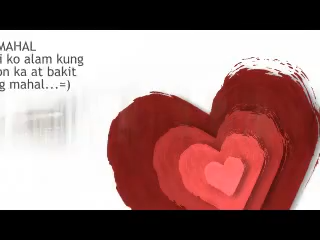 MAHAL
i ko alam kung
on ka at bakit
g mahal...=)